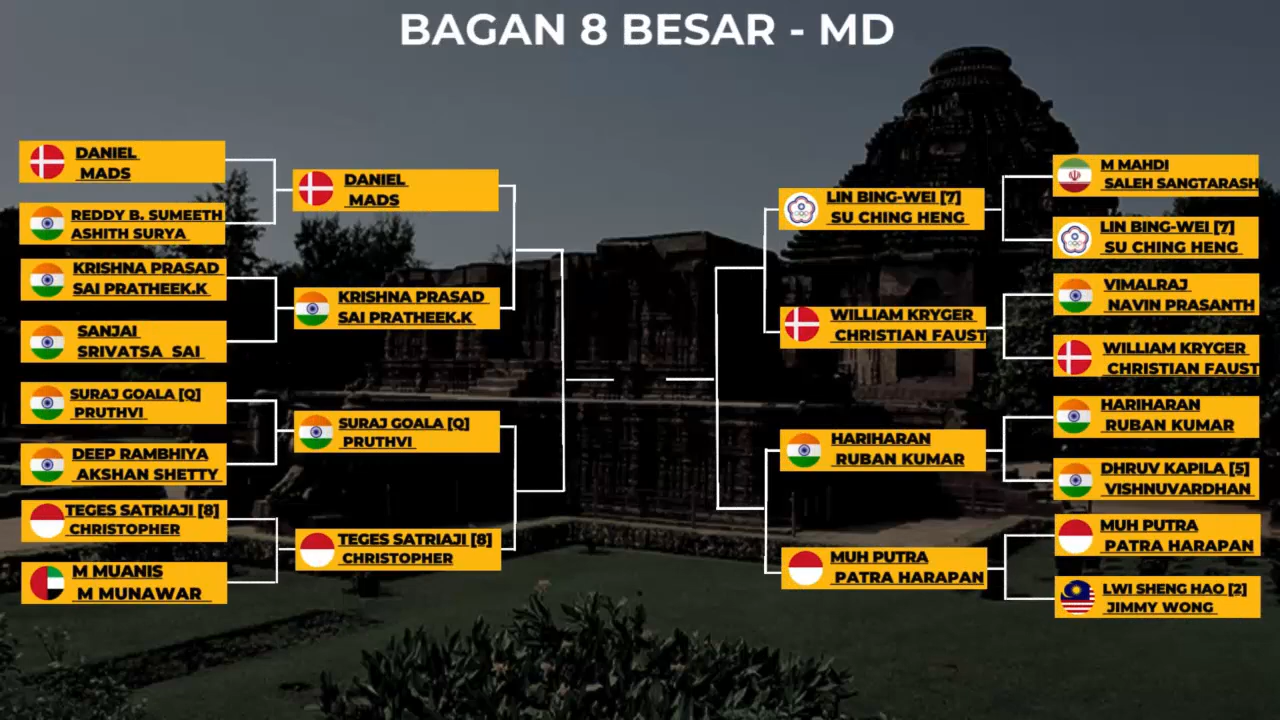 BAGAN 8 BESAR - MD
DANIEL
MADS
REDDY B. SUMEETH
ASHITH SURYA
KRISHNA PRASAD
SAI PRATHEEK.K
SANJAI
SRIVATSA SAI
SURAJ GOALA [Q]
PRUTHVI
DEEP RAMBHIYA
AKSHAN SHETTY
TEGES SATRIAJI [8]
CHRISTOPHER
M MUANIS
M MUNAWAR
DANIEL
MADS
KRISHNA PRASAD
SAI PRATHEEK.K
SURAJ GOALA [Q]
PRUTHVI
TEGES SATRIAJI [8]
CHRISTOPHER
LIN BING-WEI [7]
SU CHING HENG
WILLIAM KRYGER
CHRISTIAN FAUST
HARIHARAN
RUBAN KUMAR
MUH PUTRA
PATRA HARAPAN
M MAHDI
SALEH SANGTARASH
LIN BING-WEI [7]
SU CHING HENG
VIMALRAJ
NAVIN PRASANTH
WILLIAM KRYGER
CHRISTIAN FAUST
HARIHARAN
RUBAN KUMAR
DHRUV KAPILA [5]
VISHNUVARDHAN
MUH PUTRA
PATRA HARAPAN
LWI SHENG HAO [2]
JIMMY WONG